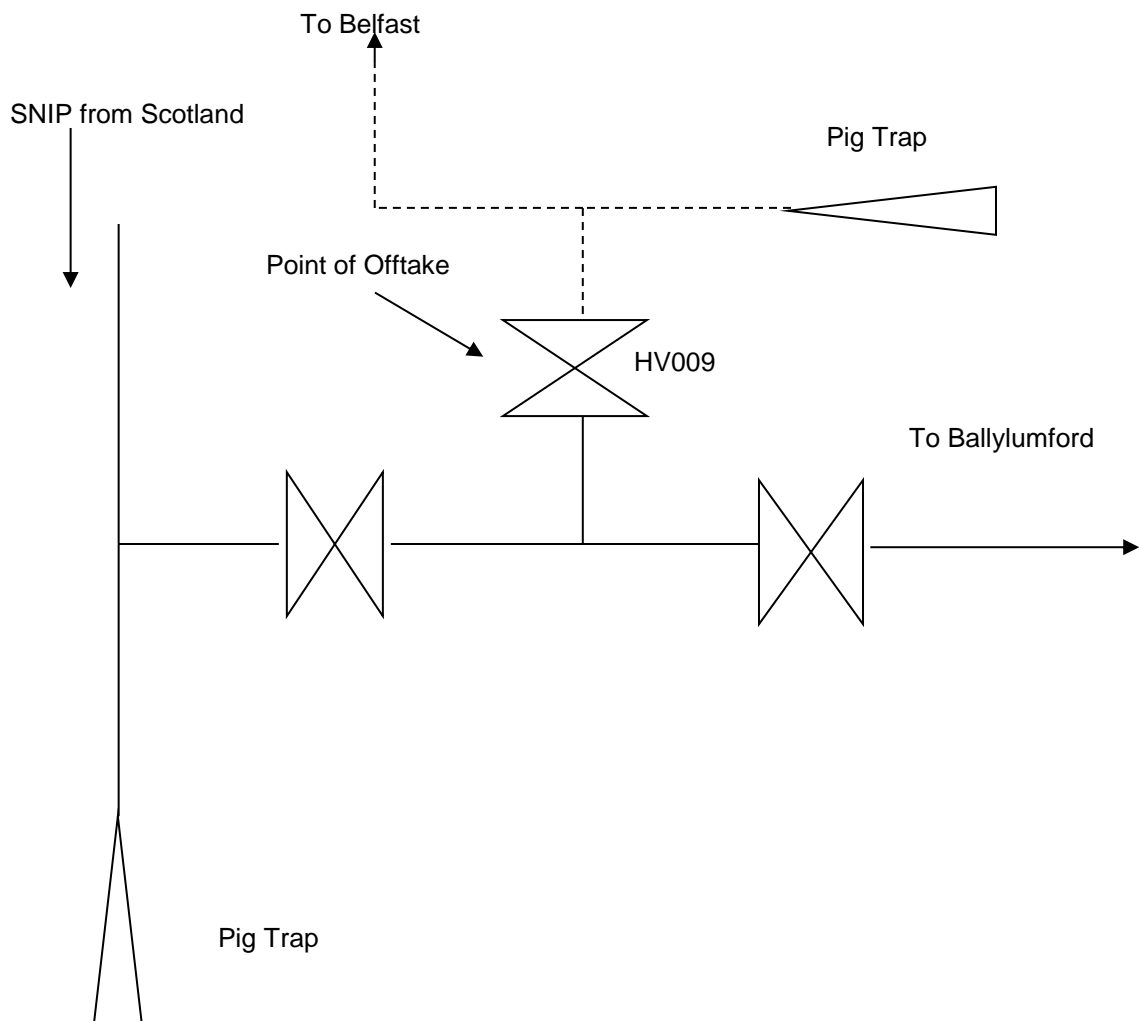 To Belfast
SNIP from Scotland
Pig Trap
Point of Offtake
HV009
To Ballylumford
Pig Trap